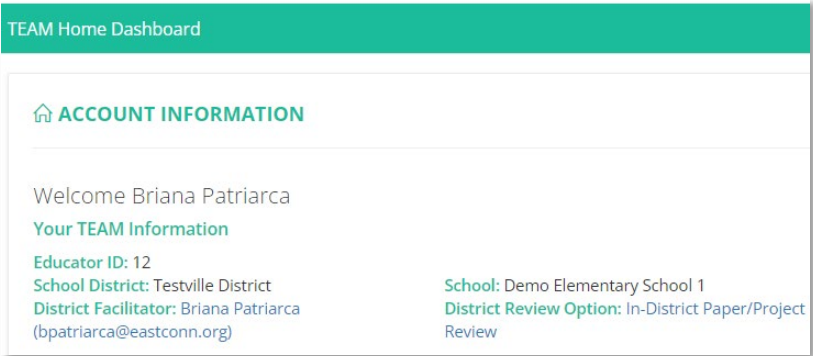 TEAM Home Dashboard
ACCOUNT INFORMATION
Welcome Briana Patriarca
Your TEAM Information
Educator ID: 12
School District: Testville District
School: Demo Elementary School 1
District Facilitator: Briana Patriarca
(bpatriarca@eastconn.org)
District Review Option: In-District Paper/Project
Review